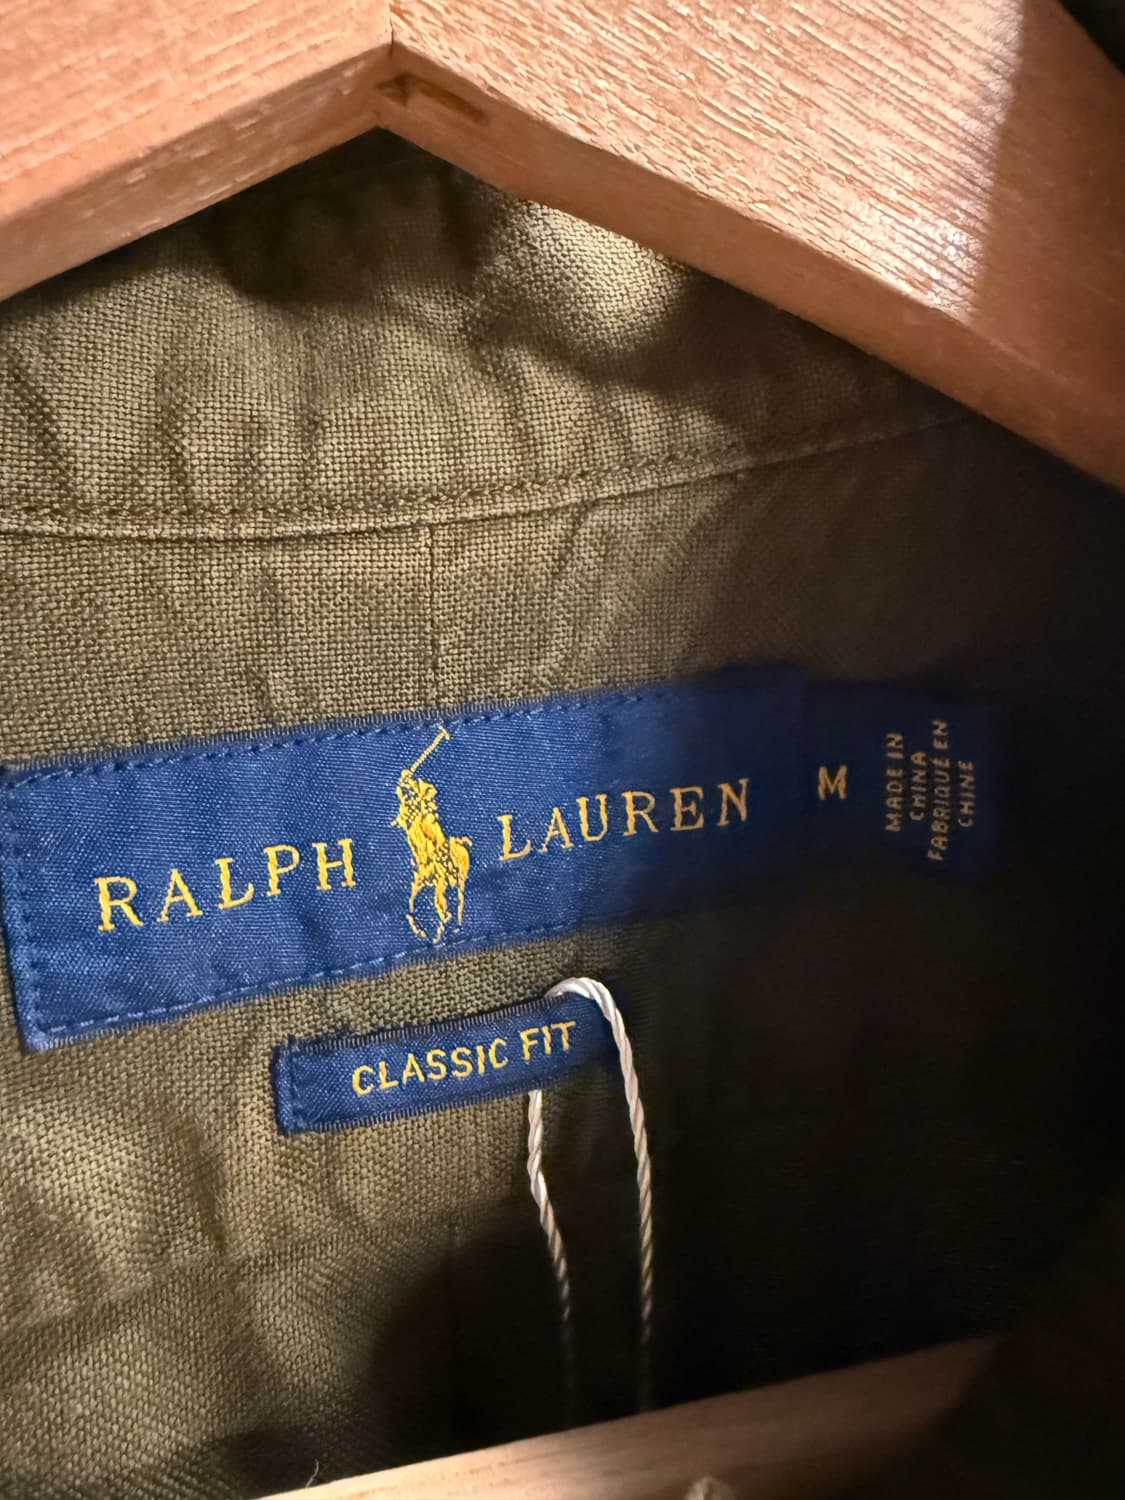 RALPH LAUREN
M
MADE IN
CHINA
FABRIQUÉ EN
CHINE
CLASSIC FIT